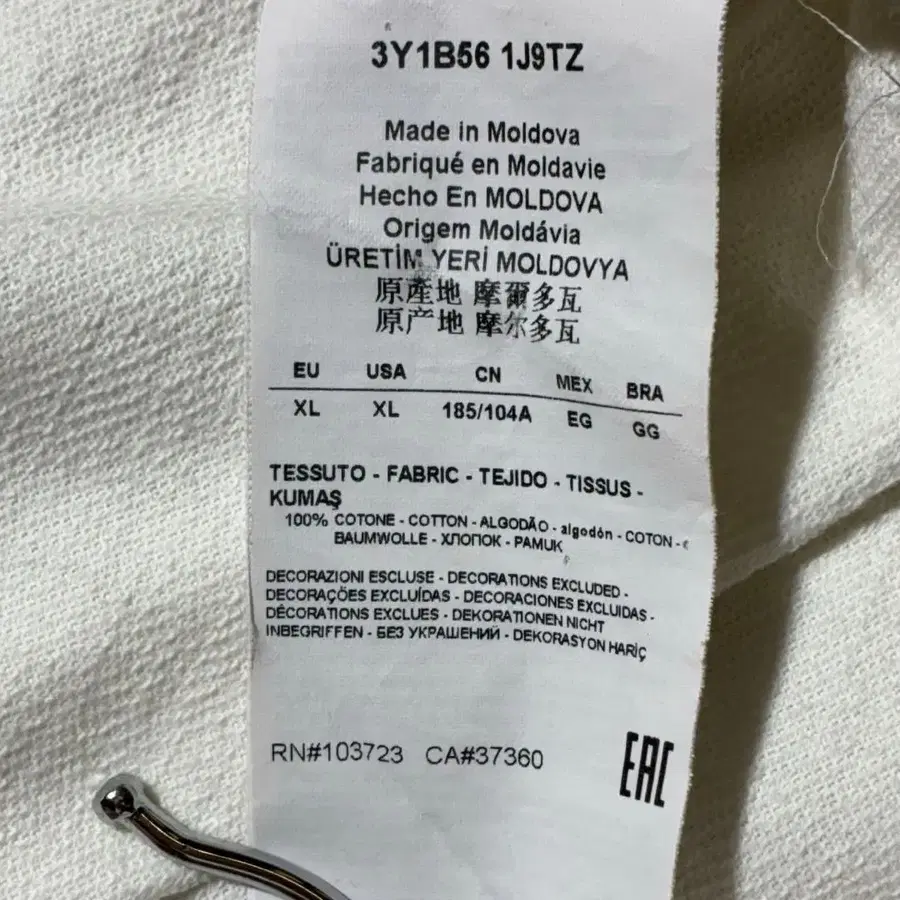 3Y1B56 1J9TZ
Made in Moldova
Fabriqué en Moldavie
Hecho En MOLDOVA
Origem Moldávia
ÜRETİM YERİ MOLDOVYA
原產地 摩爾多瓦
原产地 摩尔多瓦
EU USA CN MEX BRA
XL XL 185/104A EG GG
TESSUTO - FABRIC - TEJIDO - TISSUS -
KUMAŞ
100% COTONE - COTTON - ALGODÃO - algodón - COTON -
BAUMWOLLE - ХЛОПОК - PAMUK
DECORAZIONI ESCLUSE - DECORATIONS EXCLUDED -
DECORAÇÕES EXCLUÍDAS - DECORACIONES EXCLUIDAS -
DÉCORATIONS EXCLUES - DEKORATIONEN NICHT
INBEGRIFFEN - БЕЗ УКРАШЕНИЙ - DEKORASYON HARİÇ
RN#103723 CA#37360
EAC